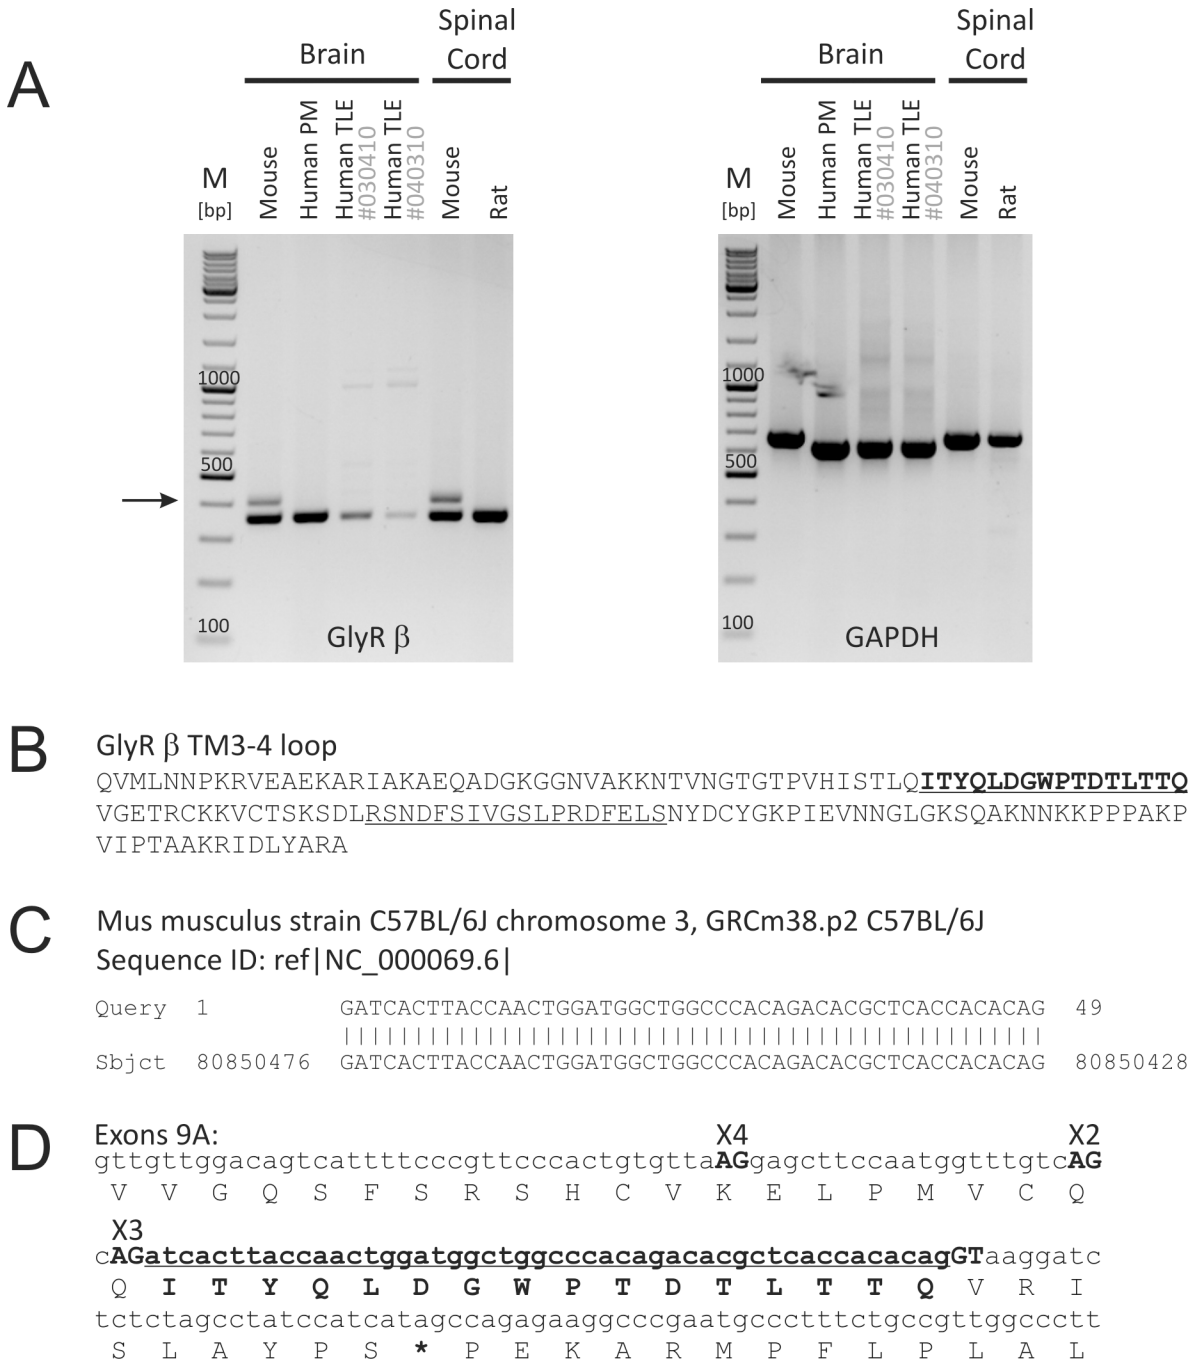 A
Brain
Spinal Cord
M
[bp]
Mouse
Human PM
Human TLE
#030410
Human TLE
#040310
Mouse
Rat
1000
500
100
GlyR β
Brain
Spinal Cord
M
[bp]
Mouse
Human PM
Human TLE
#030410
Human TLE
#040310
Mouse
Rat
1000
500
100
GAPDH
B
GlyR β TM3-4 loop
QVMLNNPKRVEAEKARIAKAEQADGKGGNVAKKNTVNGTGTPVHISTLQITYQLDGWPTDTLTTQ
VGETRCKKVCTSKSDLRSNDFSIVGSLPRDFELSNYDCYGKPIEVNNGLGKSQAKNNKKPPPAKP
VIPTAAKRIDLYARA
C
Mus musculus strain C57BL/6J chromosome 3, GRCm38.p2 C57BL/6J
Sequence ID: ref|NC_000069.6|
Query 1 GATCACTTACCAACTGGATGGCTGGCCCACAGACACGCTCACCACACAG 49
Sbjct 80850476 GATCACTTACCAACTGGATGGCTGGCCCACAGACACGCTCACCACACAG 80850428
D
Exons 9A:
X4 X2
gttgttggacagtcattttcccgttcccactgtgttaAGgagcttccaatggtttgtcAG
V V G Q S F S R S H C V K E L P M V C Q
X3
cAGatcacttaccaactggatggctggcccacagacacgctcaccacacagGTaaggatc
Q I T Y Q L D G W P T D T L T T Q V R I
tctctagcctatccatcatagccagagaaggcccgaatgccctttctgccgttggccctt
S L A Y P S * P E K A R M P F L P L A L